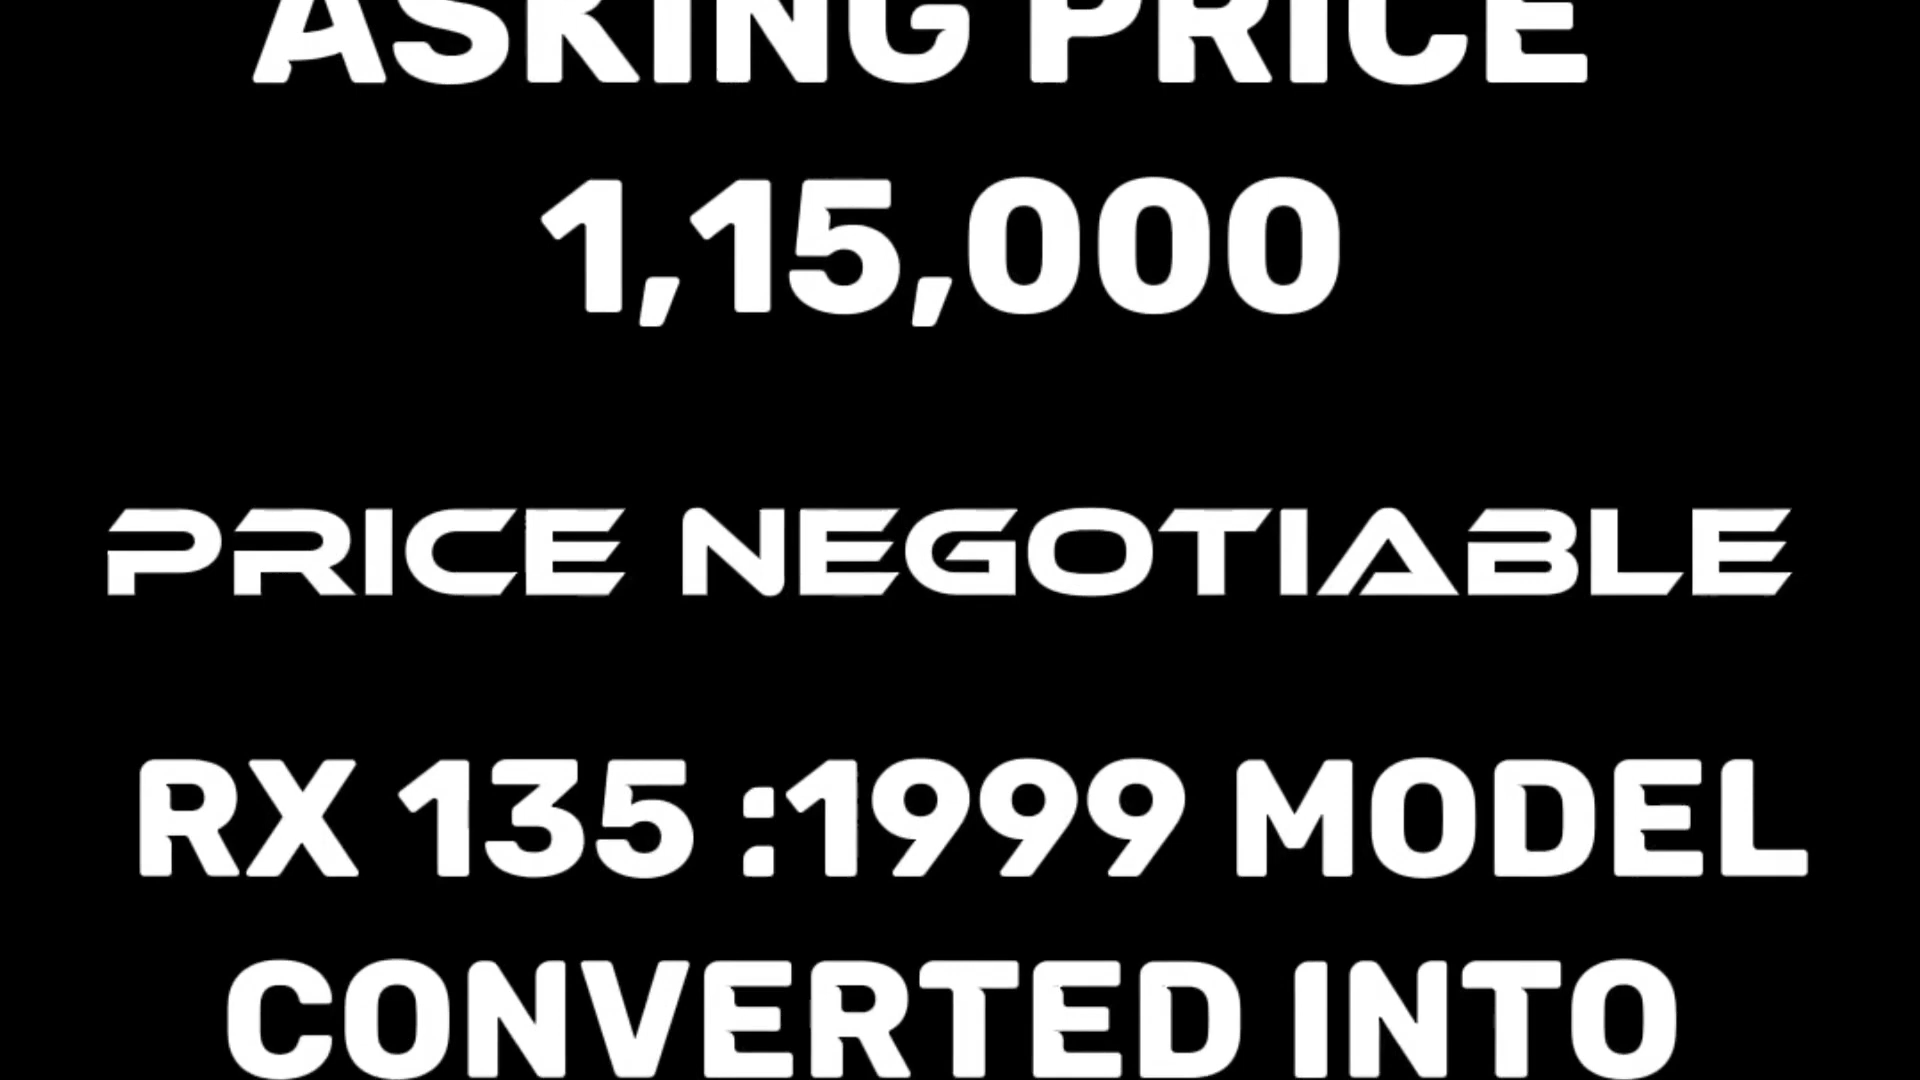 ASKING PRICE
1,15,000
PRICE NEGOTIABLE
RX 135 :1999 MODEL
CONVERTED INTO